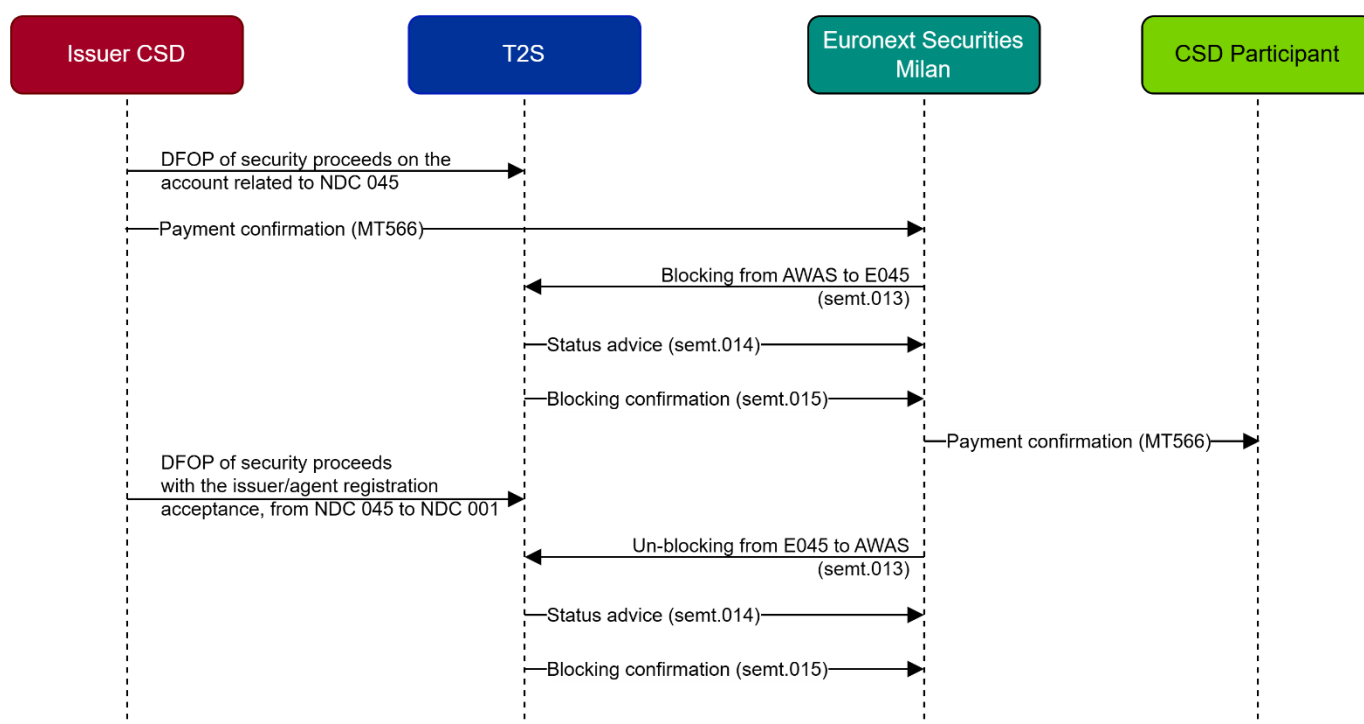 Issuer CSD
T2S
Euronext Securities
Milan
CSD Participant
DFOP of security proceeds on the
account related to NDC 045
Payment confirmation (MT566)
Blocking from AWAS to E045
(semt.013)
Status advice (semt.014)
Blocking confirmation (semt.015)
Payment confirmation (MT566)
DFOP of security proceeds
with the issuer/agent registration
acceptance, from NDC 045 to NDC 001
Un-blocking from E045 to AWAS
(semt.013)
Status advice (semt.014)
Blocking confirmation (semt.015)